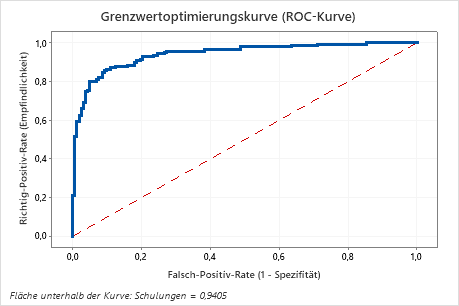 Grenzwertoptimierungskurve (ROC-Kurve)
Richtig-Positiv-Rate (Empfindlichkeit)
1,0
0,8
0,6
0,4
0,2
0,0
0,0 0,2 0,4 0,6 0,8 1,0
Falsch-Positiv-Rate (1 - Spezifität)
Fläche unterhalb der Kurve: Schulungen = 0,9405